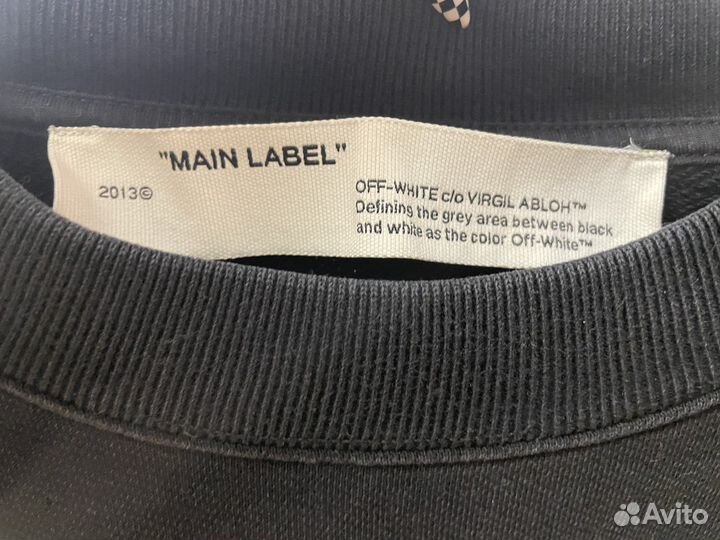 "MAIN LABEL"
2013©
OFF-WHITE c/o VIRGIL ABLOH™
Defining the grey area between black
and white as the color Off-White™
Avito